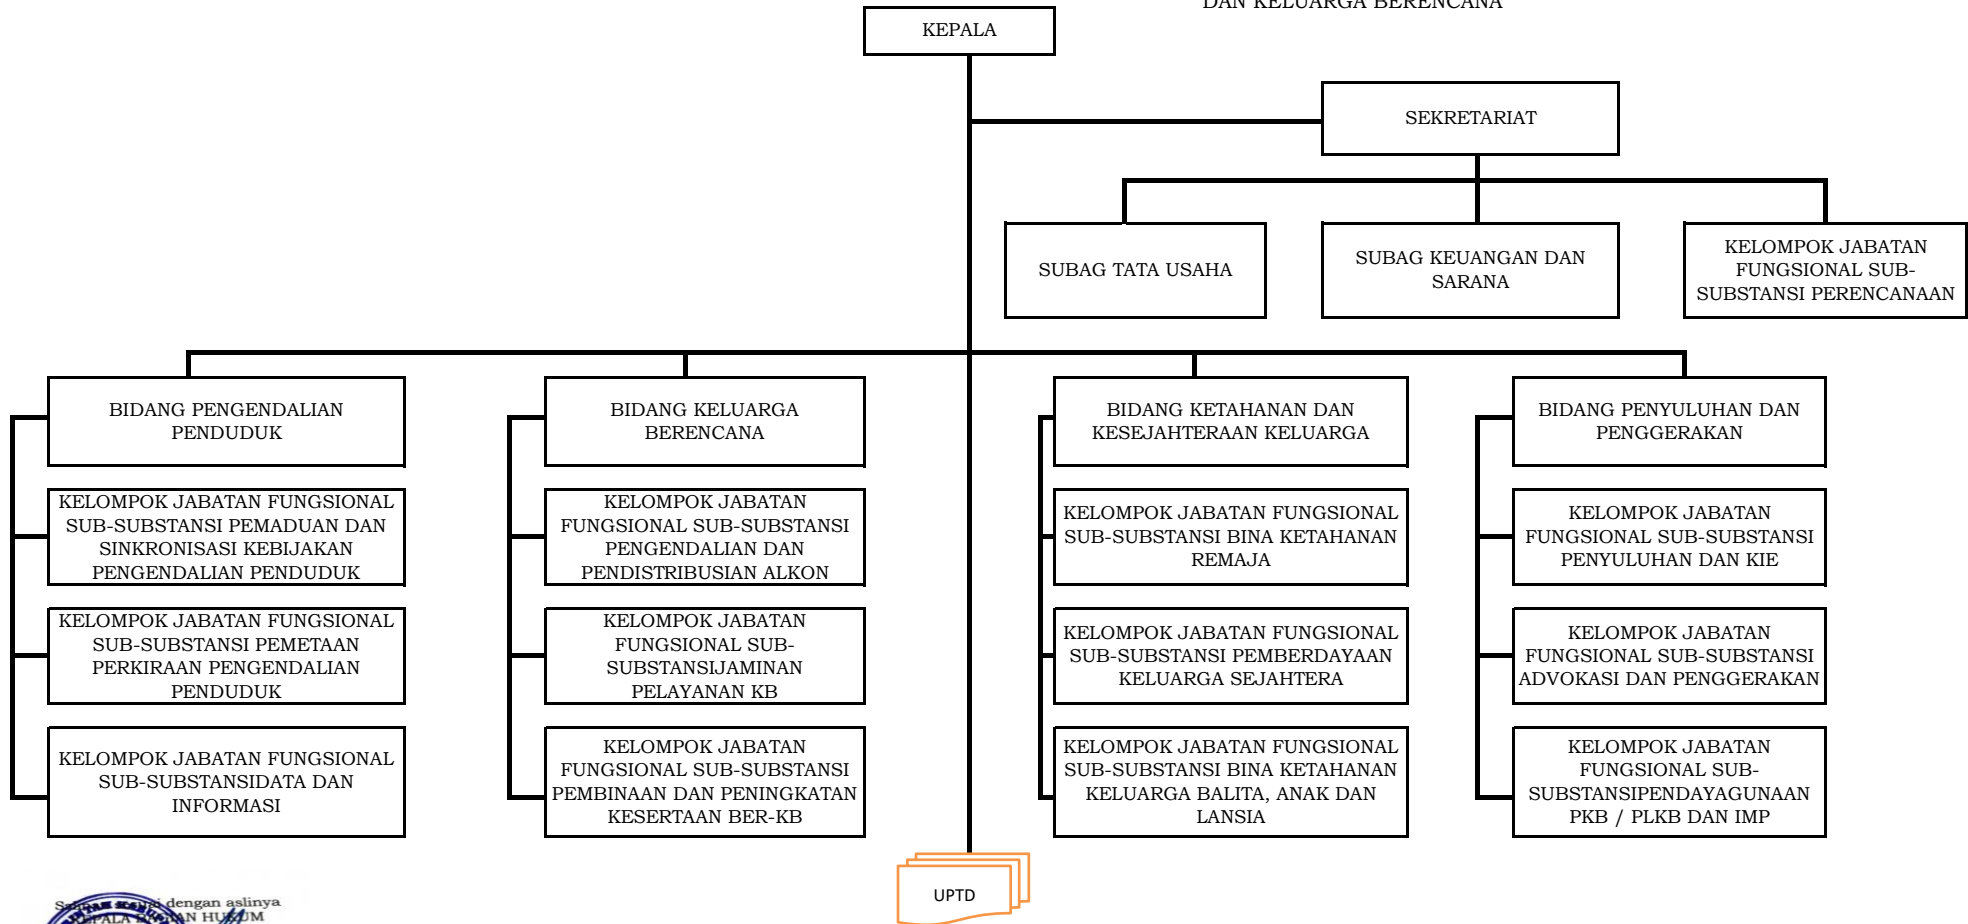 DAN KELUARGA BERENCANA
KEPALA
SEKRETARIAT
SUBAG TATA USAHA
SUBAG KEUANGAN DAN
SARANA
KELOMPOK JABATAN
FUNGSIONAL SUB-
SUBSTANSI PERENCANAAN
BIDANG PENGENDALIAN
PENDUDUK
KELOMPOK JABATAN FUNGSIONAL
SUB-SUBSTANSI PEMADUAN DAN
SINKRONISASI KEBIJAKAN
PENGENDALIAN PENDUDUK
KELOMPOK JABATAN FUNGSIONAL
SUB-SUBSTANSI PEMETAAN
PERKIRAAN PENGENDALIAN
PENDUDUK
KELOMPOK JABATAN FUNGSIONAL
SUB-SUBSTANSIDATA DAN
INFORMASI
BIDANG KELUARGA
BERENCANA
KELOMPOK JABATAN
FUNGSIONAL SUB-SUBSTANSI
PENGENDALIAN DAN
PENDISTRIBUSIAN ALKON
KELOMPOK JABATAN
FUNGSIONAL SUB-
SUBSTANSIJAMINAN
PELAYANAN KB
KELOMPOK JABATAN
FUNGSIONAL SUB-SUBSTANSI
PEMBINAAN DAN PENINGKATAN
KESERTAAN BER-KB
BIDANG KETAHANAN DAN
KESEJAHTERAAN KELUARGA
KELOMPOK JABATAN FUNGSIONAL
SUB-SUBSTANSI BINA KETAHANAN
REMAJA
KELOMPOK JABATAN FUNGSIONAL
SUB-SUBSTANSI PEMBERDAYAAN
KELUARGA SEJAHTERA
KELOMPOK JABATAN FUNGSIONAL
SUB-SUBSTANSI BINA KETAHANAN
KELUARGA BALITA, ANAK DAN
LANSIA
BIDANG PENYULUHAN DAN
PENGGERAKAN
KELOMPOK JABATAN
FUNGSIONAL SUB-SUBSTANSI
PENYULUHAN DAN KIE
KELOMPOK JABATAN
FUNGSIONAL SUB-SUBSTANSI
ADVOKASI DAN PENGGERAKAN
KELOMPOK JABATAN
FUNGSIONAL SUB-
SUBSTANSIPENDAYAGUNAAN
PKB / PLKB DAN IMP
UPTD
dengan aslinya
KEPALA BAGIAN HUKUM